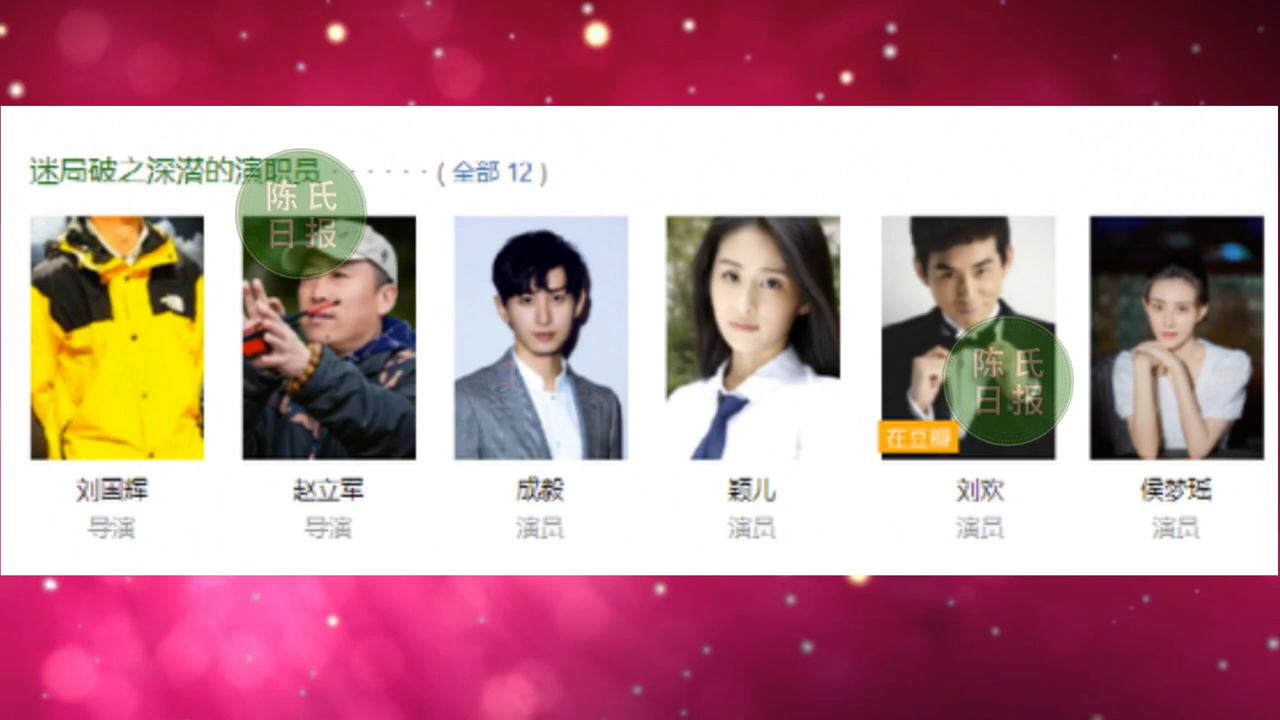 迷局破之深潜的演职员 · · · · · · ( 全部 12 )
陈氏
日报
陈氏
日报
在豆瓣
刘国辉 赵立军 成毅 颖儿 刘欢 侯梦瑶
导演 导演 演员 演员 演员 演员